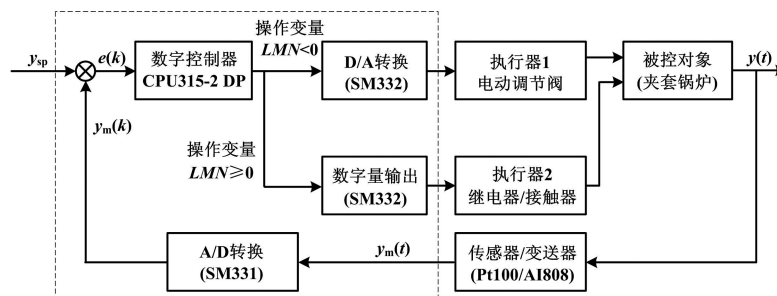 操作变量
LMN<0
y_sp
e(k)
数字控制器
CPU315-2 DP
D/A转换
(SM332)
执行器1
电动调节阀
被控对象
(夹套锅炉)
y(t)
y_m(k)
操作变量
LMN≥0
数字量输出
(SM332)
执行器2
继电器/接触器
A/D转换
(SM331)
y_m(t)
传感器/变送器
(Pt100/AI808)